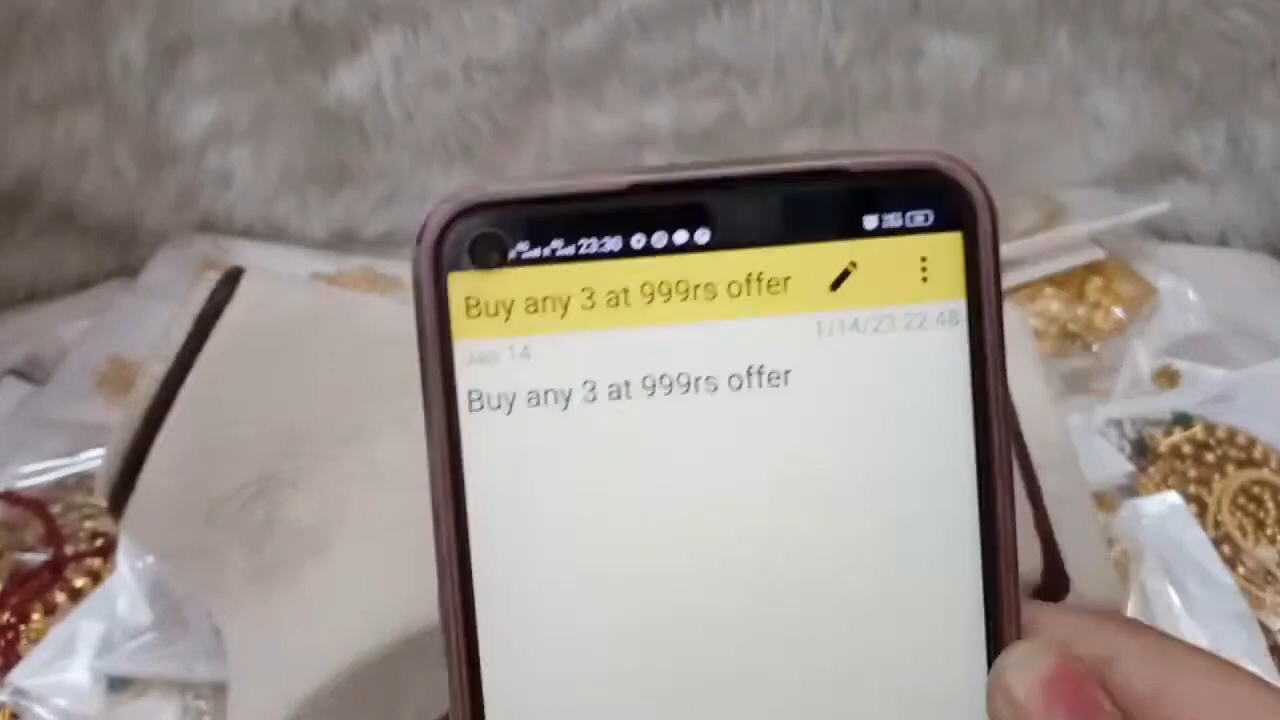 23:30
Buy any 3 at 999rs offer
Jan 14
1/14/23 22:48
Buy any 3 at 999rs offer